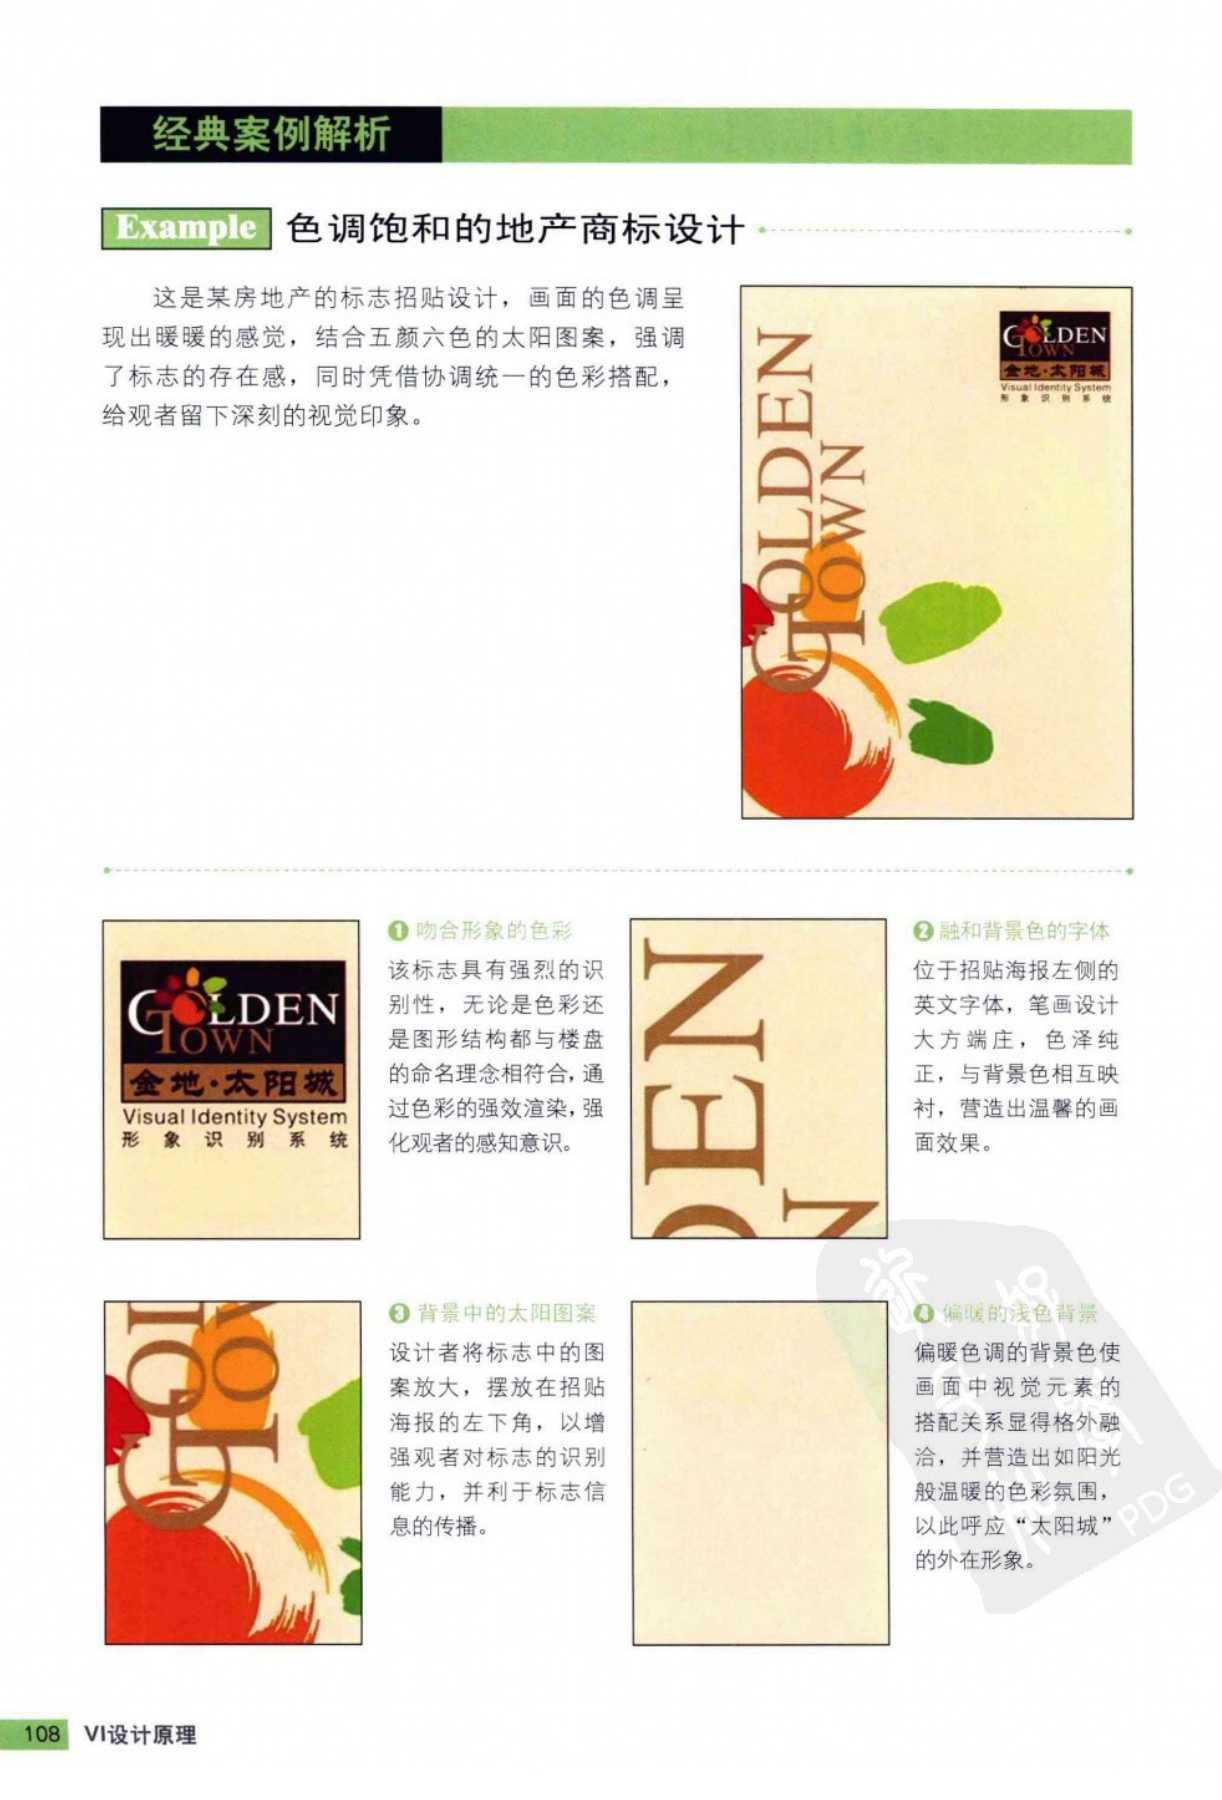 经典案例解析
Example 色调饱和的地产商标设计
这是某房地产的标志招贴设计，画面的色调呈
现出暖暖的感觉，结合五颜六色的太阳图案，强调
了标志的存在感，同时凭借协调统一的色彩搭配，
给观者留下深刻的视觉印象。
GOLDEN
TOWN
GOLDEN
TOWN
金地·太阳城
Visual Identity System
形象识别系统
GOLDEN
TOWN
金地·太阳城
Visual Identity System
形象识别系统
1 吻合形象的色彩
该标志具有强烈的识
别性，无论是色彩还
是图形结构都与楼盘
的命名理念相符合，通
过色彩的强效渲染，强
化观者的感知意识。
DEN
N
2 融和背景色的字体
位于招贴海报左侧的
英文字体，笔画设计
大方端庄，色泽纯
正，与背景色相互映
衬，营造出温馨的画
面效果。
GOL
TOW
3 背景中的太阳图案
设计者将标志中的图
案放大，摆放在招贴
海报的左下角，以增
强观者对标志的识别
能力，并利于标志信
息的传播。
4 偏暖的浅色背景
偏暖色调的背景色使
画面中视觉元素的
搭配关系显得格外融
洽，并营造出如阳光
般温暖的色彩氛围，
以此呼应“太阳城”
的外在形象。
PDG
108 VI设计原理